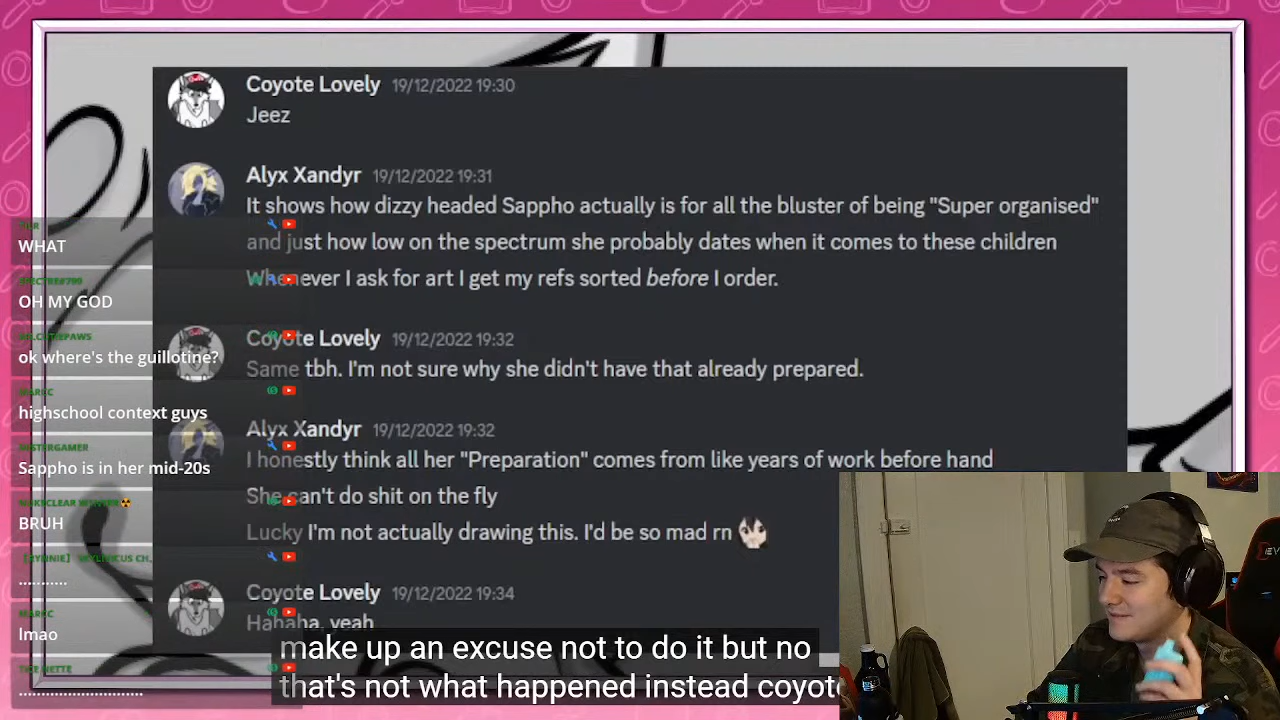 Coyote Lovely 19/12/2022 19:30
Jeez
Alyx Xandyr 19/12/2022 19:31
It shows how dizzy headed Sappho actually is for all the bluster of being "Super organised"
and just how low on the spectrum she probably dates when it comes to these children
Whenever I ask for art I get my refs sorted before I order.
Coyote Lovely 19/12/2022 19:32
Same tbh. I'm not sure why she didn't have that already prepared.
Alyx Xandyr 19/12/2022 19:32
I honestly think all her "Preparation" comes from like years of work before hand
She can't do shit on the fly
Lucky I'm not actually drawing this. I'd be so mad rn
Coyote Lovely 19/12/2022 19:34
Hahaha, yeah
WHAT
OH MY GOD
ok where's the guillotine?
MARCC
highschool context guys
MISTERGAMER
Sappho is in her mid-20s
BRUH
...........
MARCC
lmao
.............................
make up an excuse not to do it but no
that's not what happened instead coyote